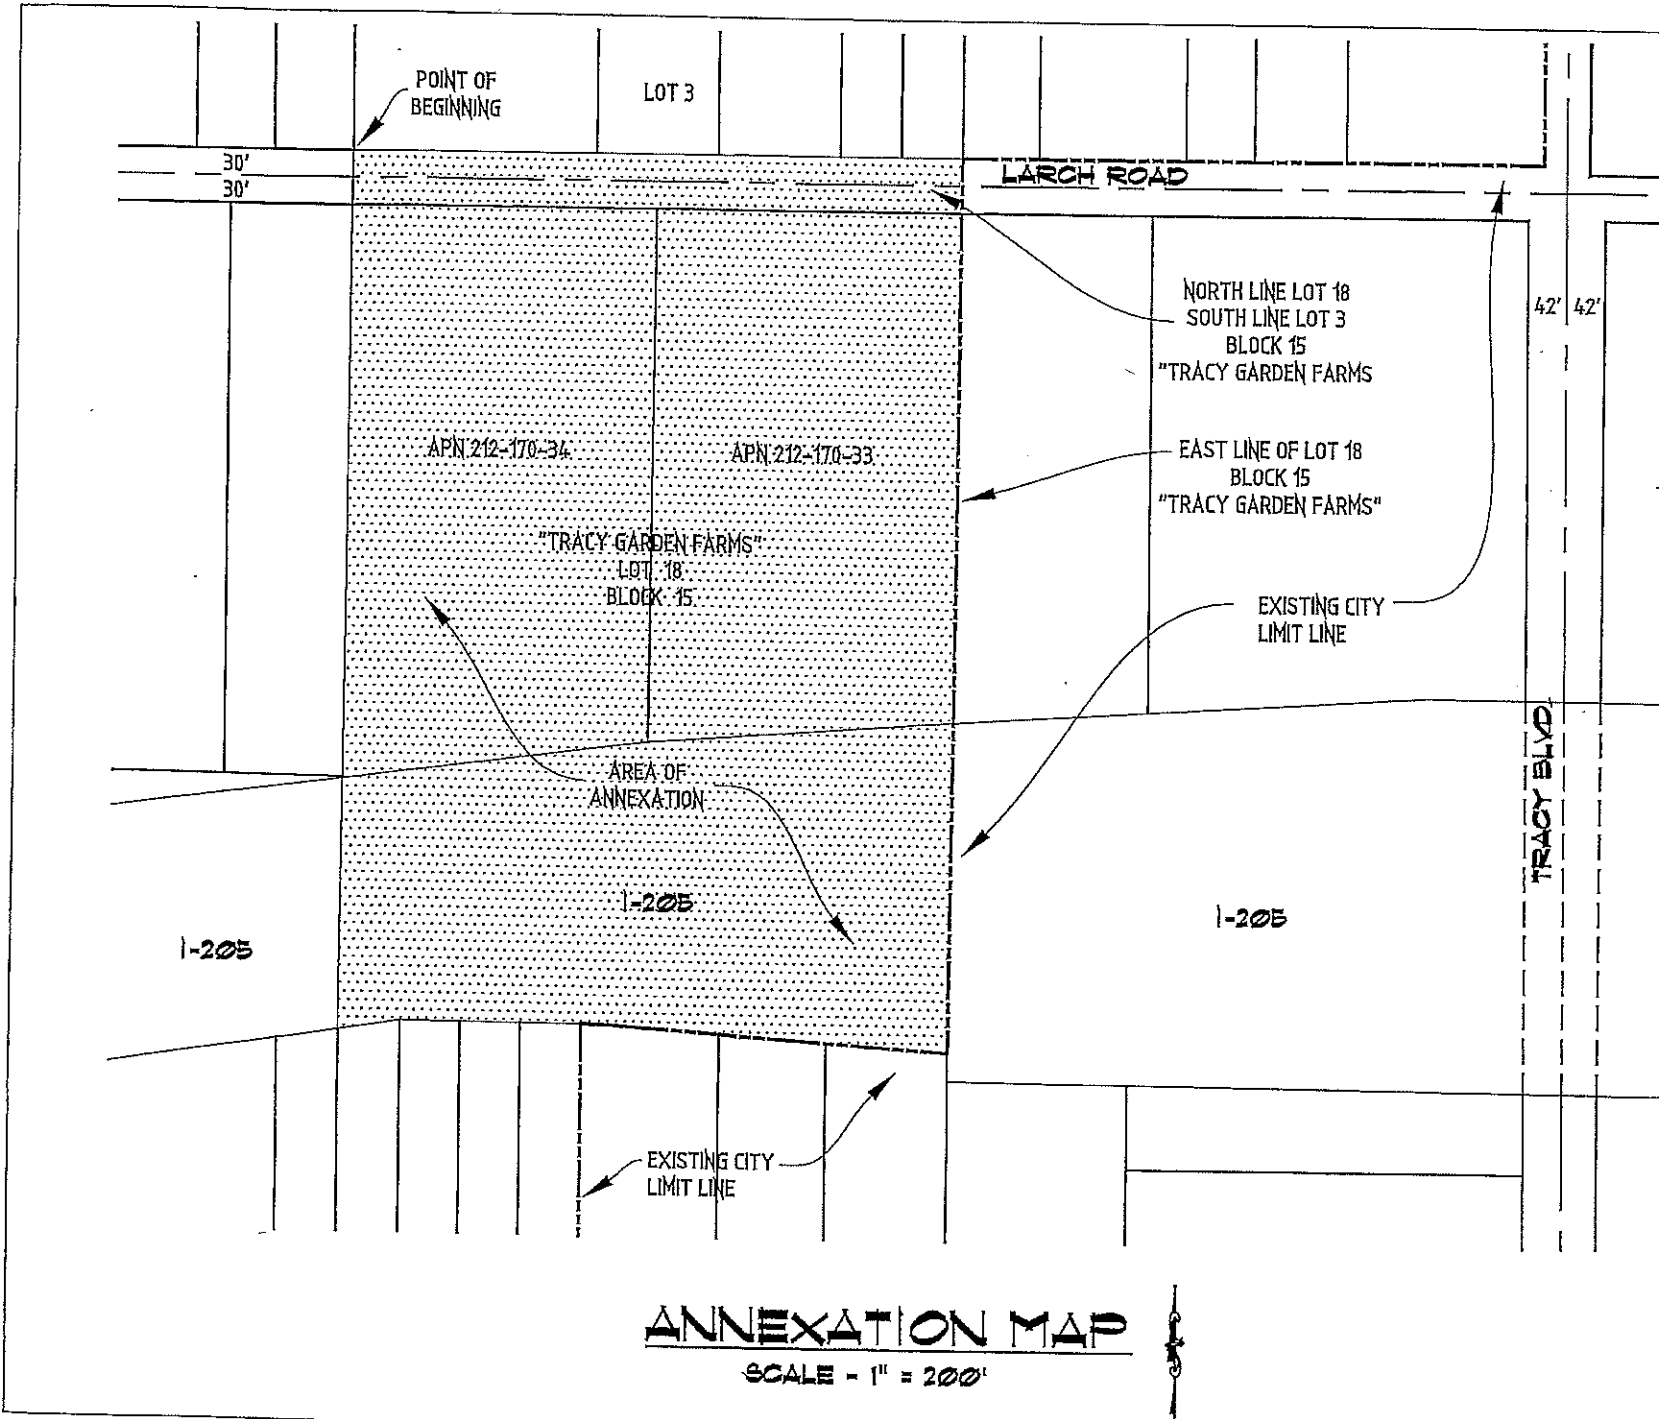 POINT OF
BEGINNING
LOT 3
30'
30'
LARCH ROAD
NORTH LINE LOT 18
SOUTH LINE LOT 3
BLOCK 15
"TRACY GARDEN FARMS
42' 42'
APN 212-170-34
APN 212-170-33
EAST LINE OF LOT 18
BLOCK 15
"TRACY GARDEN FARMS"
"TRACY GARDEN FARMS"
LOT 18
BLOCK 15
EXISTING CITY
LIMIT LINE
TRACY BLVD.
AREA OF
ANNEXATION
I-205
I-205
I-205
EXISTING CITY
LIMIT LINE
ANNEXATION MAP
SCALE - 1" = 200'